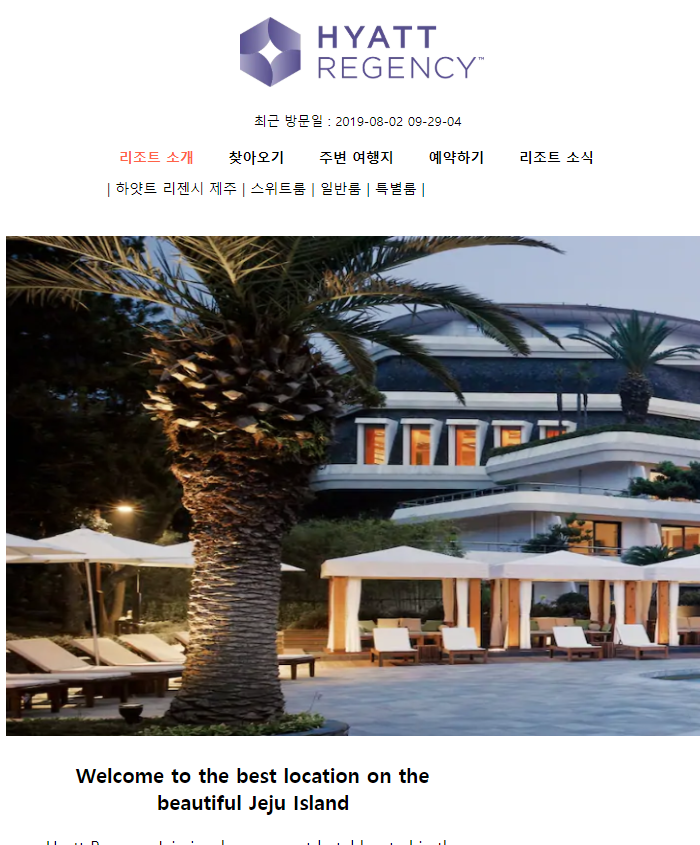 HYATT
REGENCY™
최근 방문일 : 2019-08-02 09-29-04
리조트 소개 찾아오기 주변 여행지 예약하기 리조트 소식
| 하얏트 리젠시 제주 | 스위트룸 | 일반룸 | 특별룸 |
Welcome to the best location on the
beautiful Jeju Island